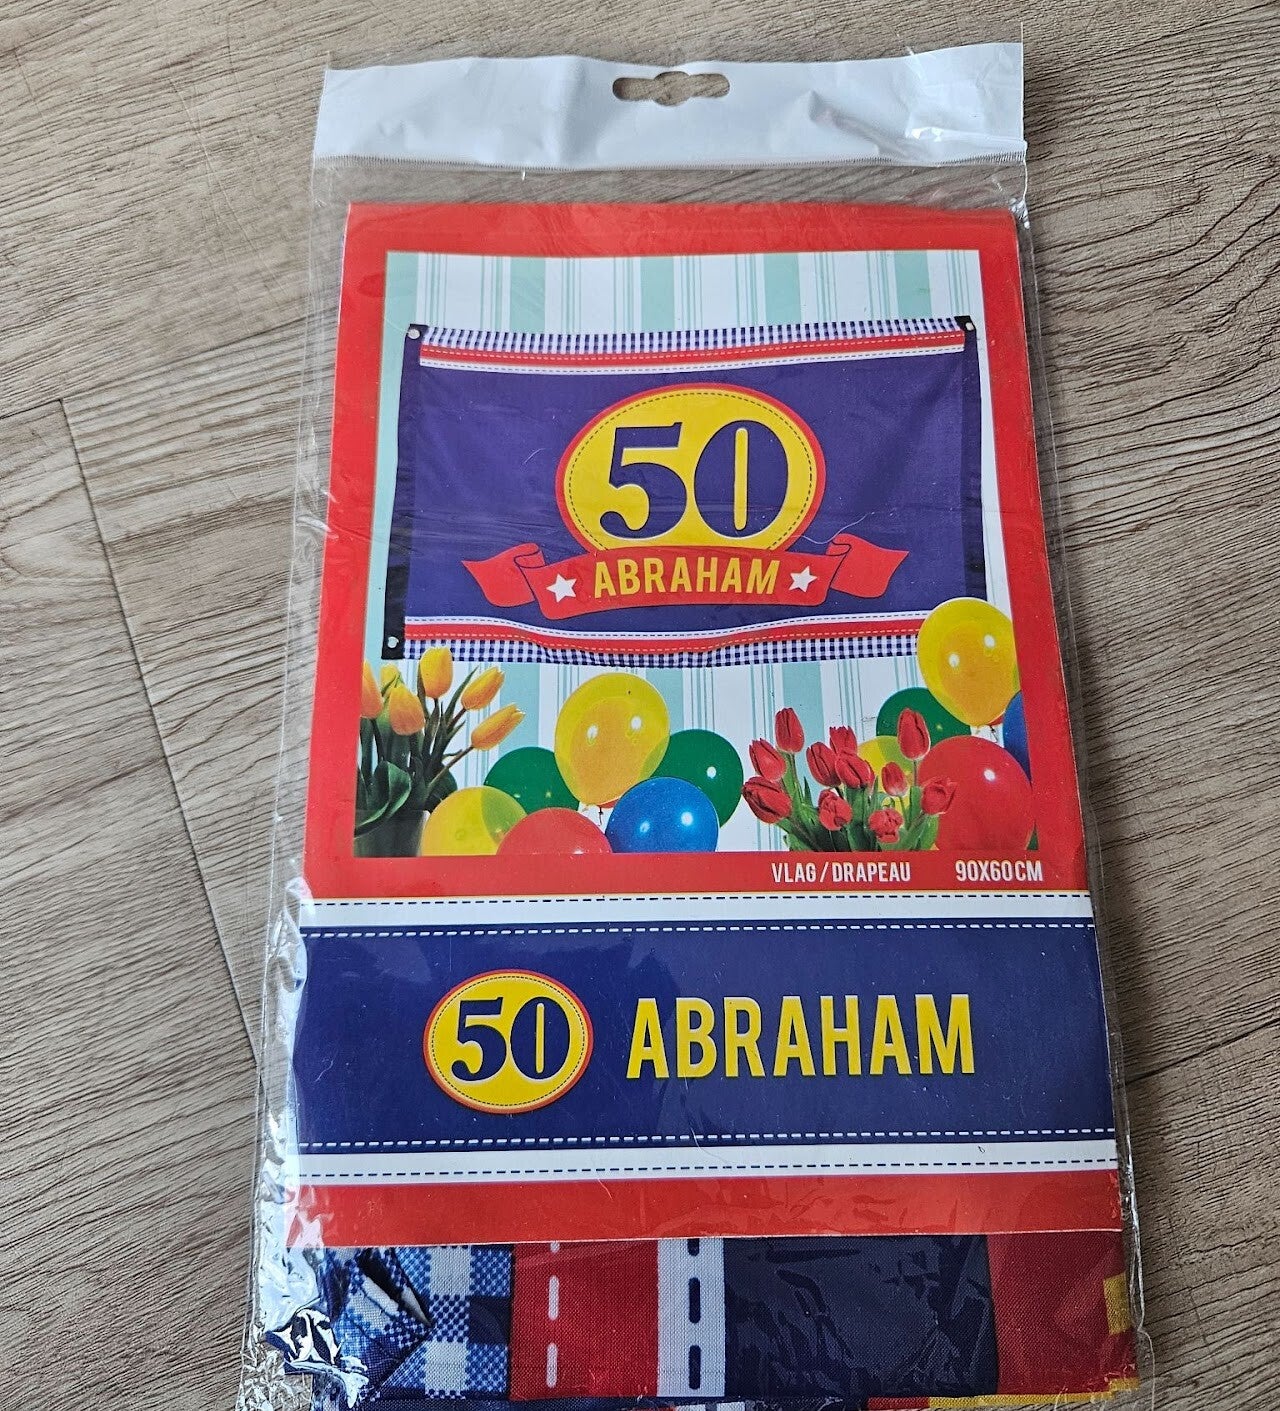 50
ABRAHAM
VLAG / DRAPEAU 90X60CM
50 ABRAHAM